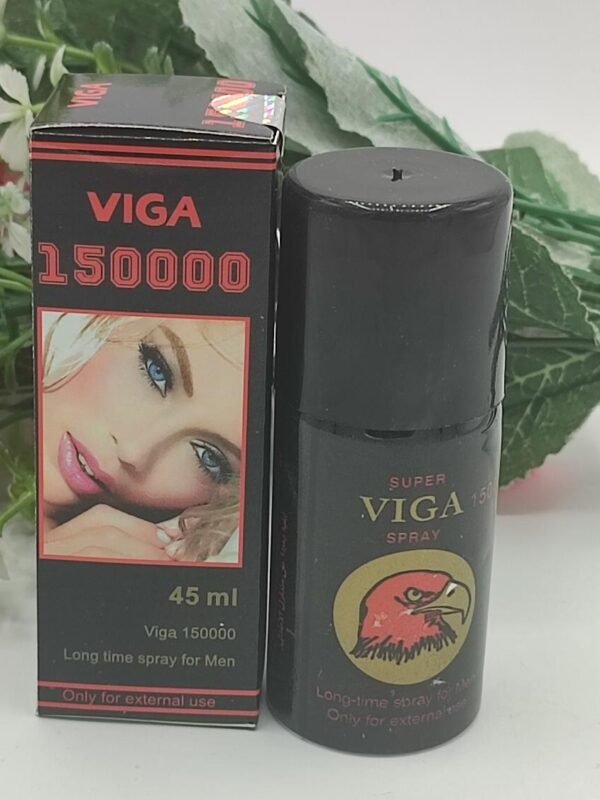 VIGA
VIGA
150000
45 ml
Viga 150000
Long time spray for Men
Only for external use
SUPER
VIGA 150
SPRAY
Long-time spray for Men
Only for external use